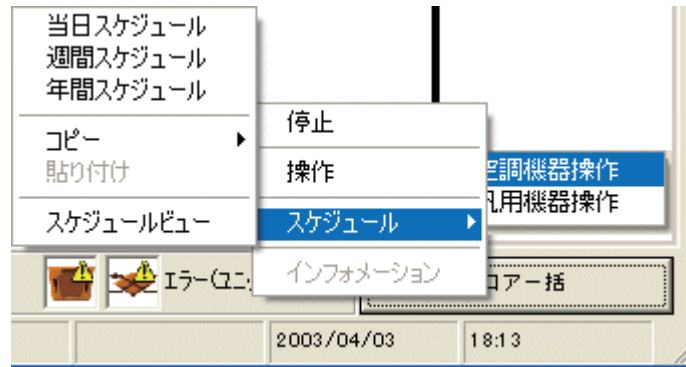 当日スケジュール
週間スケジュール
年間スケジュール
コピー
貼り付け
スケジュールビュー
停止
操作
スケジュール
インフォメーション
空調機器操作
汎用機器操作
エラー(ユニ
ロアー括
2003/04/03
18:13